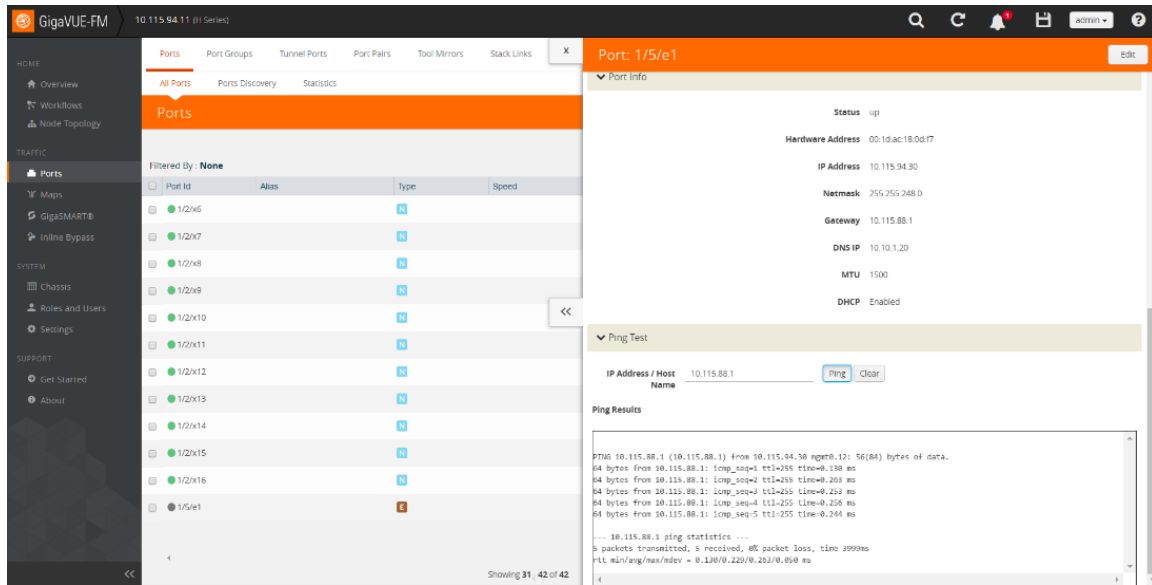 GigaVUE-FM
10.115.94.11 (H Series)
admin
HOME
Overview
Workflows
Node Topology
TRAFFIC
Ports
Maps
GigaSMART®
Inline Bypass
SYSTEM
Chassis
Roles and Users
Settings
SUPPORT
Get Started
About
Ports Port Groups Tunnel Ports Port Pairs Tool Mirrors Stack Links X
All Ports Ports Discovery Statistics
Ports
Filtered By : None
Port Id Alias Type Speed
1/2/x6 N
1/2/x7 N
1/2/x8 N
1/2/x9 N
1/2/x10 N
1/2/x11 N
1/2/x12 N
1/2/x13 N
1/2/x14 N
1/2/x15 N
1/2/x16 N
1/5/e1 E
Showing 31 - 42 of 42
Port: 1/5/e1 Edit
Port Info
Status up
Hardware Address 00:1d:ac:18:0d:f7
IP Address 10.115.94.30
Netmask 255.255.248.0
Gateway 10.115.88.1
DNS IP 10.10.1.20
MTU 1500
DHCP Enabled
Ping Test
IP Address / Host Name 10.115.88.1 Ping Clear
Ping Results
PING 10.115.88.1 (10.115.88.1) from 10.115.94.30 mgmt0.12: 56(84) bytes of data.
64 bytes from 10.115.88.1: icmp_seq=1 ttl=255 time=0.130 ms
64 bytes from 10.115.88.1: icmp_seq=2 ttl=255 time=0.263 ms
64 bytes from 10.115.88.1: icmp_seq=3 ttl=255 time=0.253 ms
64 bytes from 10.115.88.1: icmp_seq=4 ttl=255 time=0.256 ms
64 bytes from 10.115.88.1: icmp_seq=5 ttl=255 time=0.244 ms
--- 10.115.88.1 ping statistics ---
5 packets transmitted, 5 received, 0% packet loss, time 3999ms
rtt min/avg/max/mdev = 0.130/0.229/0.263/0.050 ms